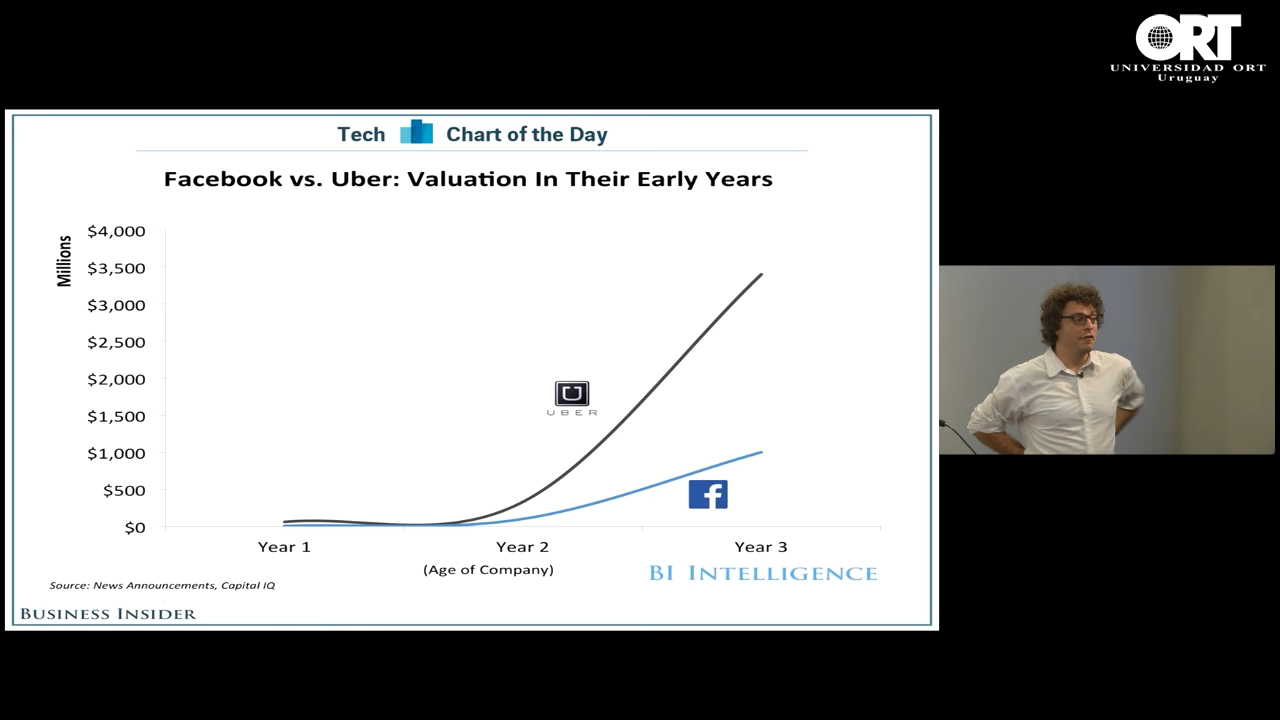 ORT
UNIVERSIDAD ORT
Uruguay
Tech Chart of the Day
Facebook vs. Uber: Valuation In Their Early Years
Millions
$4,000
$3,500
$3,000
$2,500
$2,000
$1,500
$1,000
$500
$0
U
UBER
f
Year 1 Year 2 Year 3
(Age of Company)
Source: News Announcements, Capital IQ
BI INTELLIGENCE
BUSINESS INSIDER